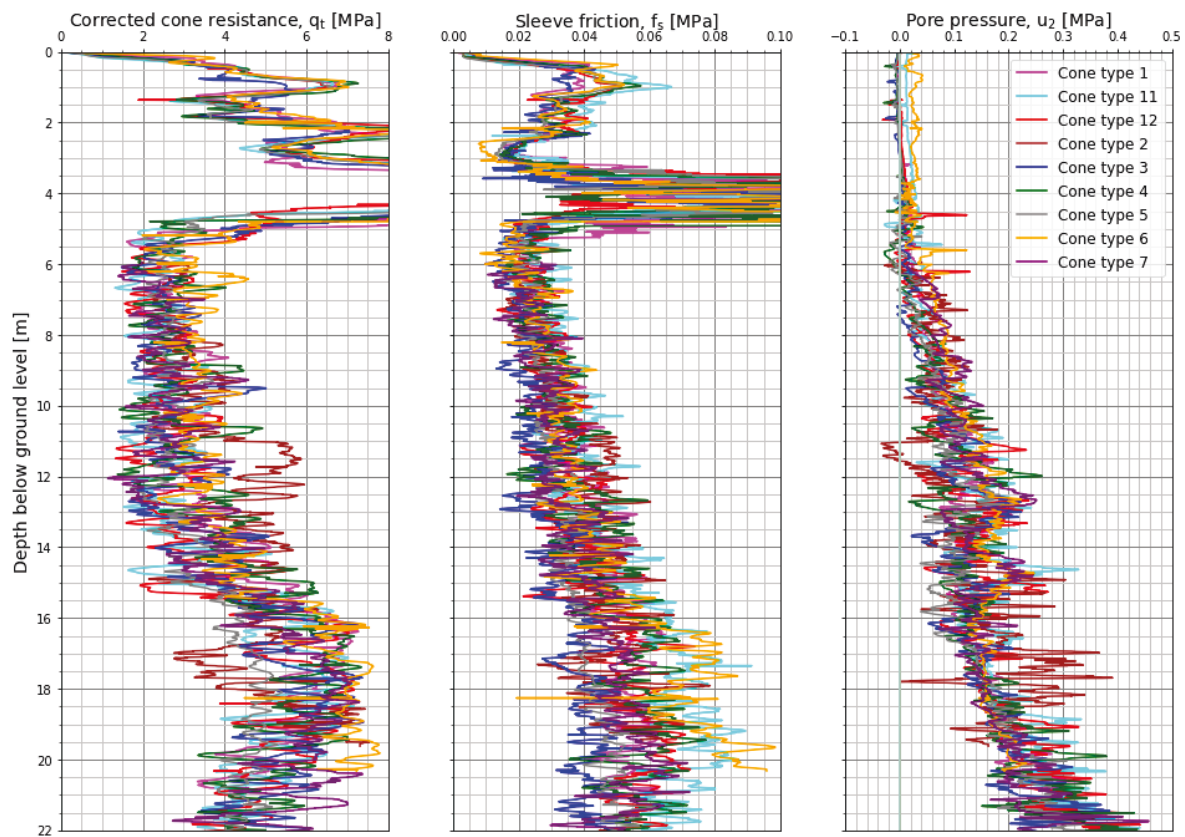 Corrected cone resistance, qt [MPa]
0 2 4 6 8
Sleeve friction, fs [MPa]
0.00 0.02 0.04 0.06 0.08 0.10
Pore pressure, u2 [MPa]
−0.1 0.0 0.1 0.2 0.3 0.4 0.5
Depth below ground level [m]
0
2
4
6
8
10
12
14
16
18
20
22
Cone type 1
Cone type 11
Cone type 12
Cone type 2
Cone type 3
Cone type 4
Cone type 5
Cone type 6
Cone type 7